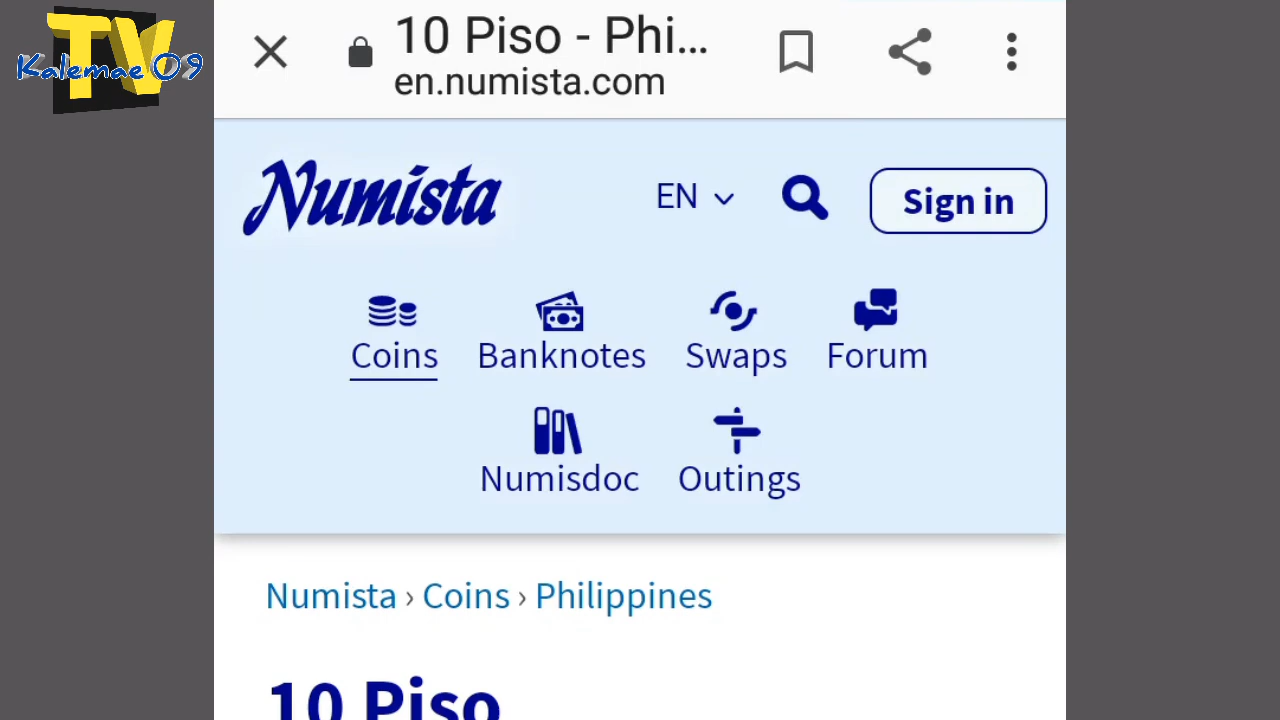 TV
Kalemae 09
10 Piso - Phi...
en.numista.com
Numista
EN
Sign in
Coins Banknotes Swaps Forum
Numisdoc Outings
Numista › Coins › Philippines
10 Piso